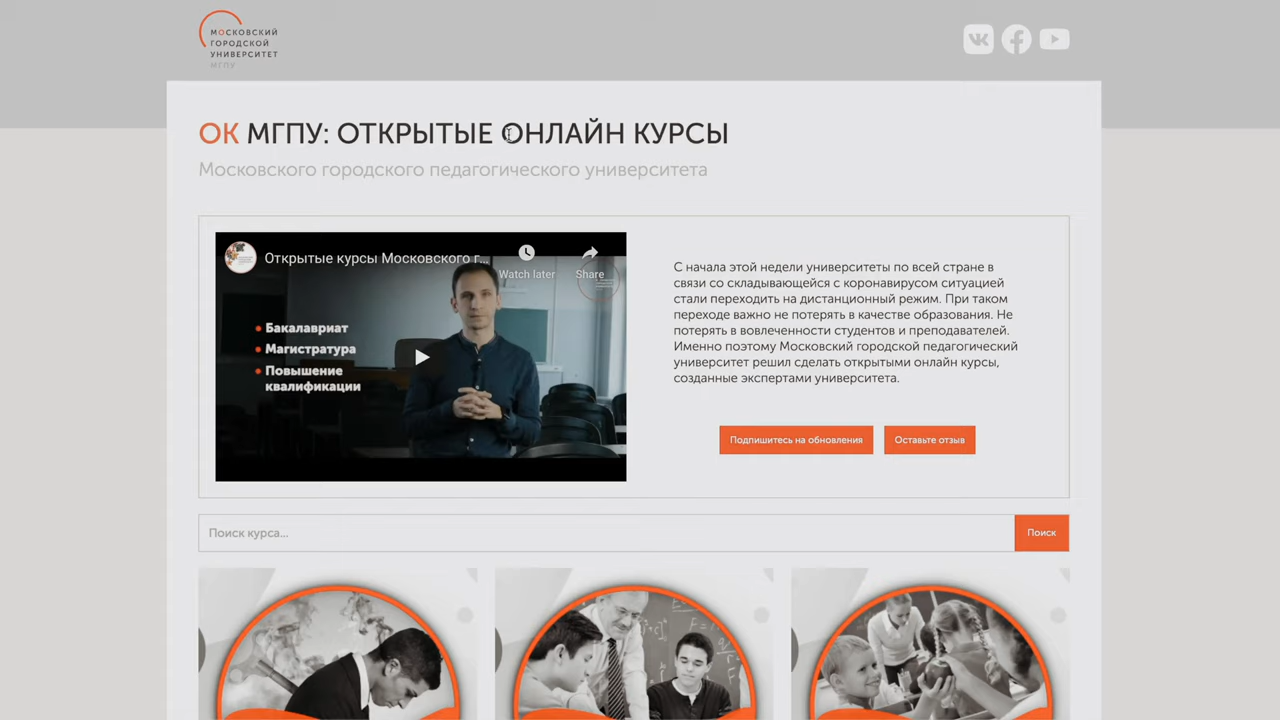 МОСКОВСКИЙ
ГОРОДСКОЙ
УНИВЕРСИТЕТ
МГПУ
ОК МГПУ: ОТКРЫТЫЕ ОНЛАЙН КУРСЫ
Московского городского педагогического университета
Открытые курсы Московского г...
Watch later
Share
Бакалавриат
Магистратура
Повышение
квалификации
С начала этой недели университеты по всей стране в
связи со складывающейся с коронавирусом ситуацией
стали переходить на дистанционный режим. При таком
переходе важно не потерять в качестве образования. Не
потерять в вовлеченности студентов и преподавателей.
Именно поэтому Московский городской педагогический
университет решил сделать открытыми онлайн курсы,
созданные экспертами университета.
Подпишитесь на обновления
Оставьте отзыв
Поиск курса...
Поиск